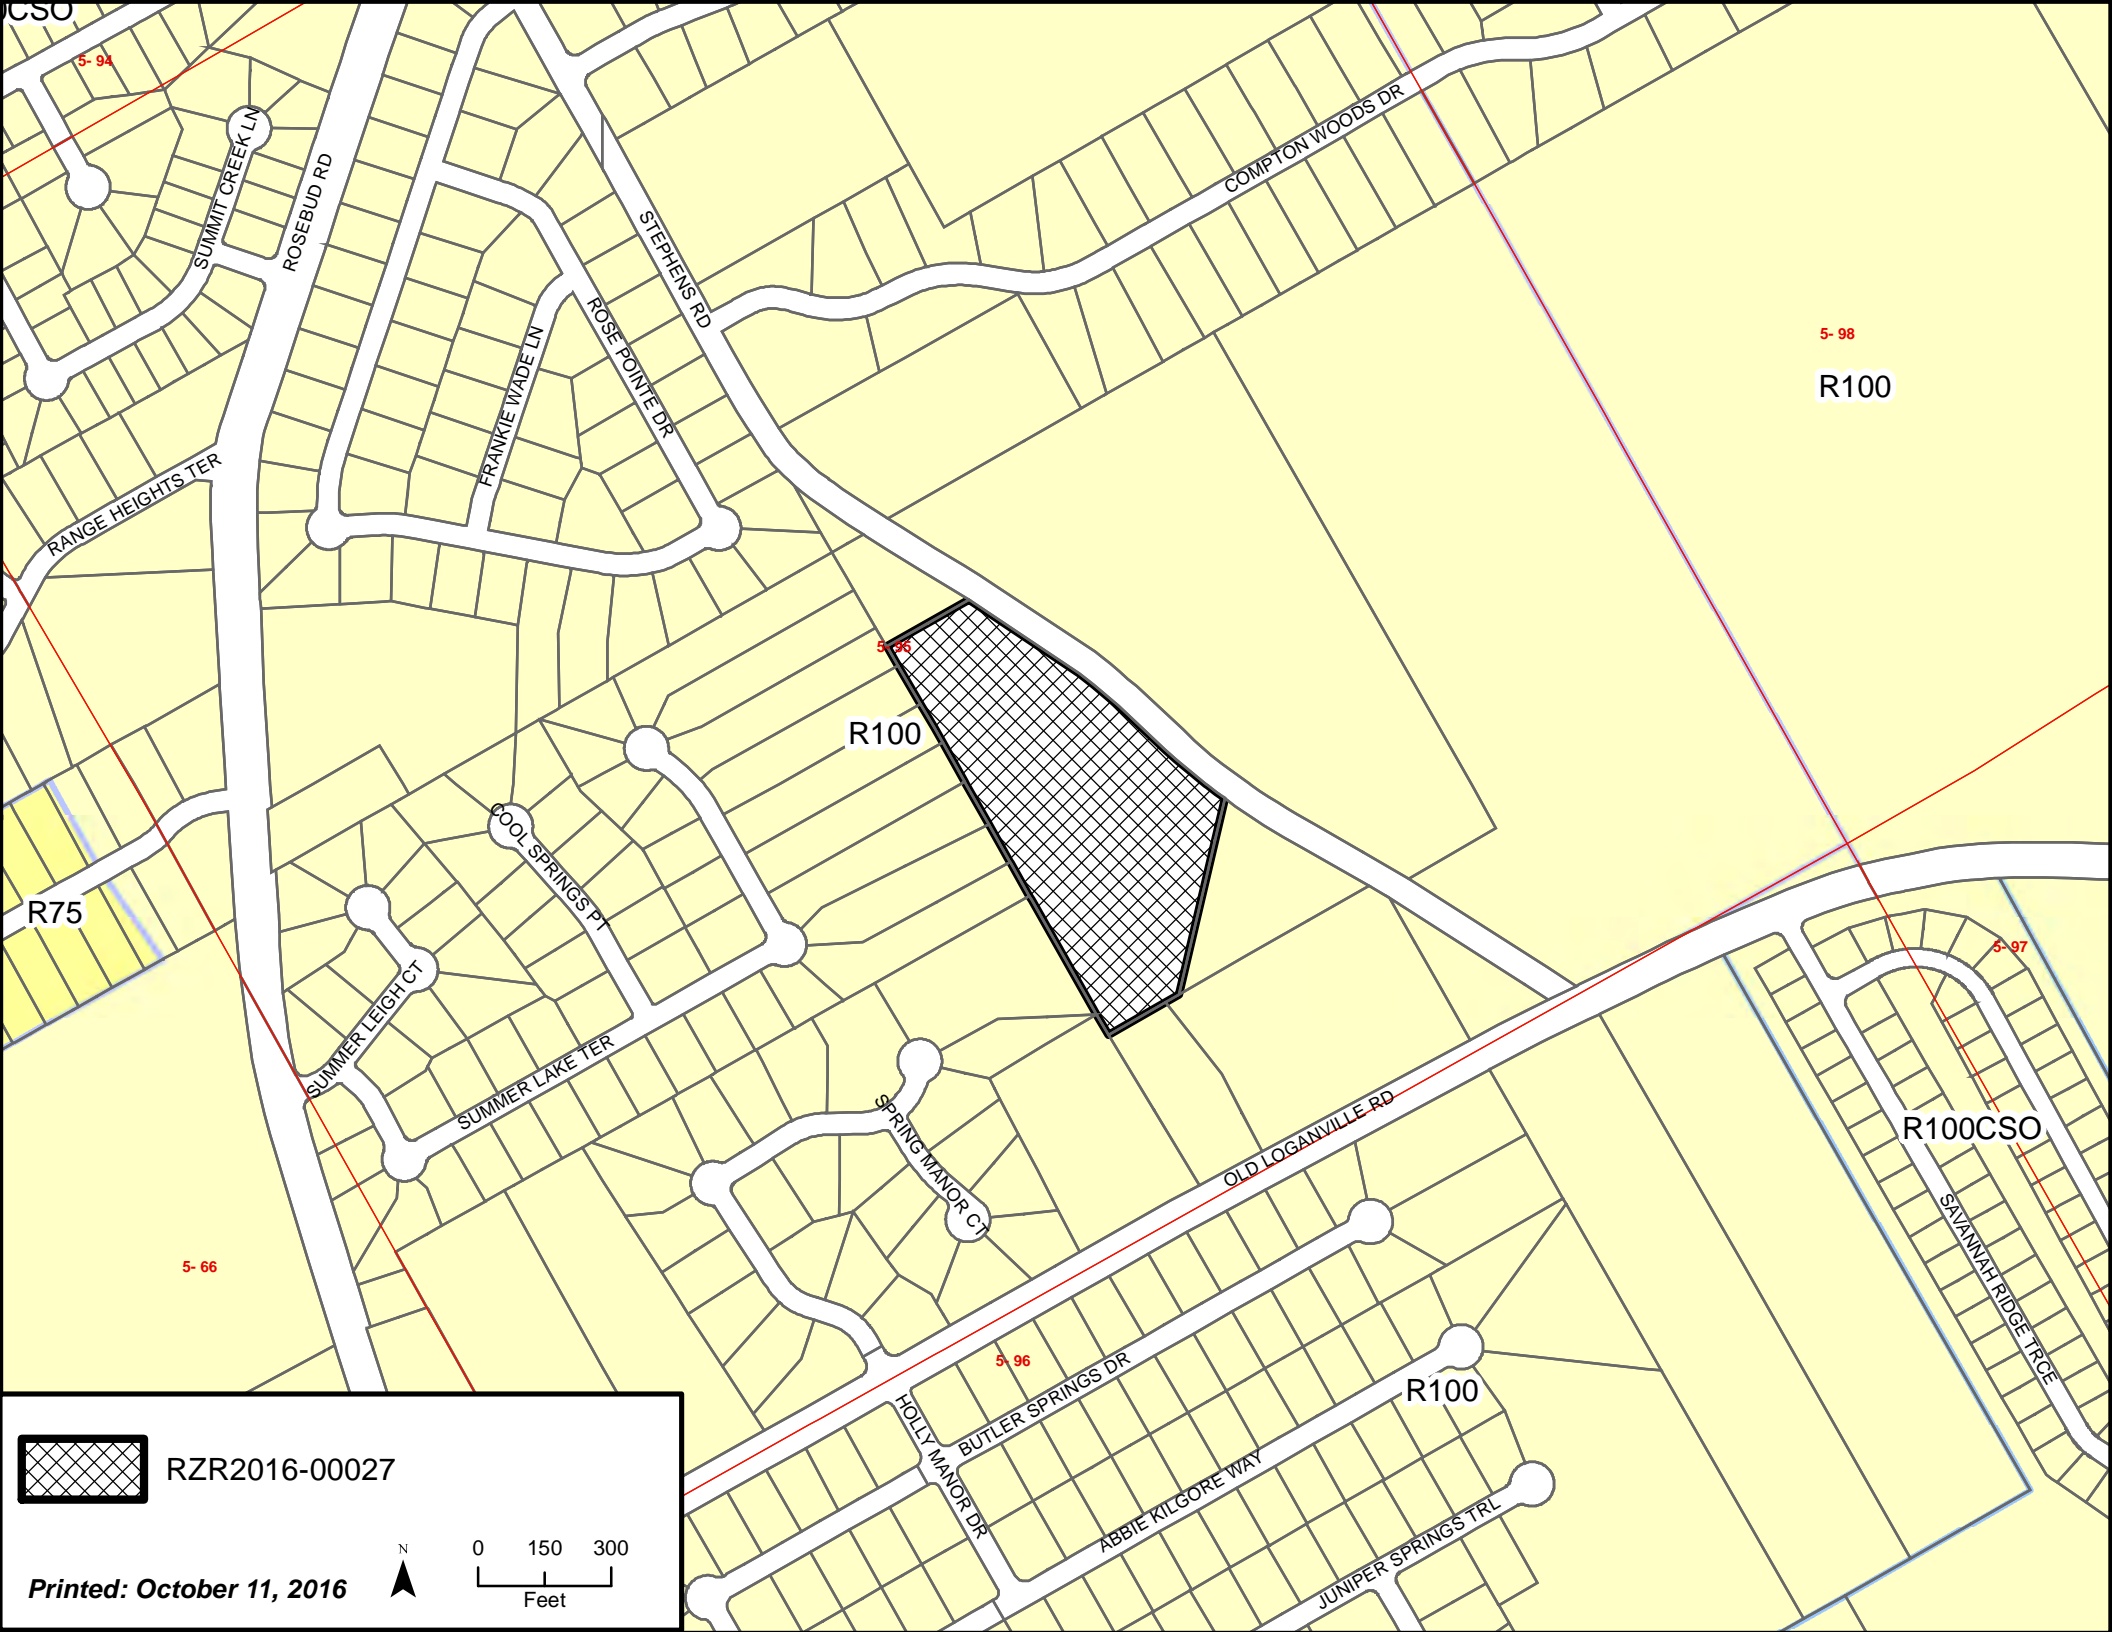 5- 94
SUMMIT CREEK LN
ROSEBUD RD
STEPHENS RD
COMPTON WOODS DR
5- 98
R100
ROSE POINTE DR
FRANKIE WADE LN
RANGE HEIGHTS TER
5- 95
R100
COOL SPRINGS PT
R75
SUMMER LEIGH CT
SUMMER LAKE TER
SPRING MANOR CT
OLD LOGANVILLE RD
5- 97
R100CSO
SAVANNAH RIDGE TRCE
5- 66
5- 96
R100
BUTLER SPRINGS DR
HOLLY MANOR DR
ABBIE KILGORE WAY
JUNIPER SPRINGS TRL
RZR2016-00027
N
0 150 300
Feet
Printed: October 11, 2016